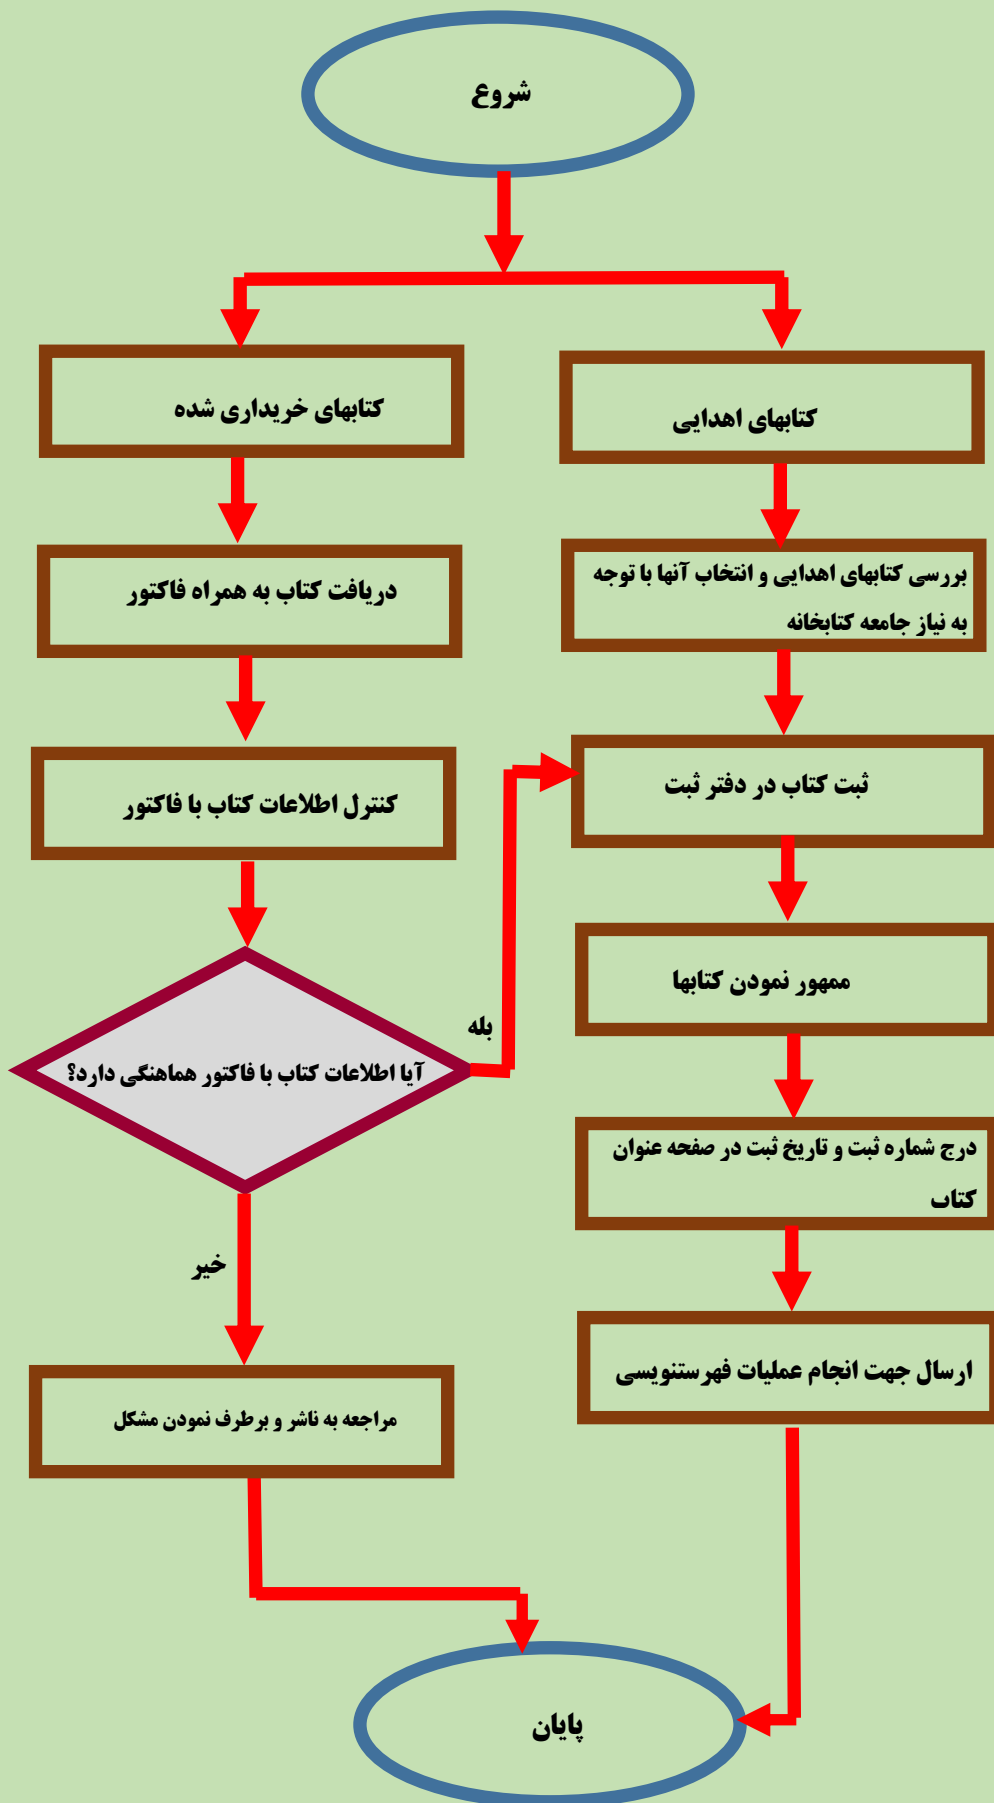 شروع
کتابهای اهدایی
بررسی کتابهای اهدایی و انتخاب آنها با توجه
به نیاز جامعه کتابخانه
ثبت کتاب در دفتر ثبت
ممهور نمودن کتابها
درج شماره ثبت و تاریخ ثبت در صفحه عنوان
کتاب
ارسال جهت انجام عملیات فهرستنویسی
کتابهای خریداری شده
دریافت کتاب به همراه فاکتور
کنترل اطلاعات کتاب با فاکتور
آیا اطلاعات کتاب با فاکتور هماهنگی دارد؟
بله
خیر
مراجعه به ناشر و برطرف نمودن مشکل
پایان